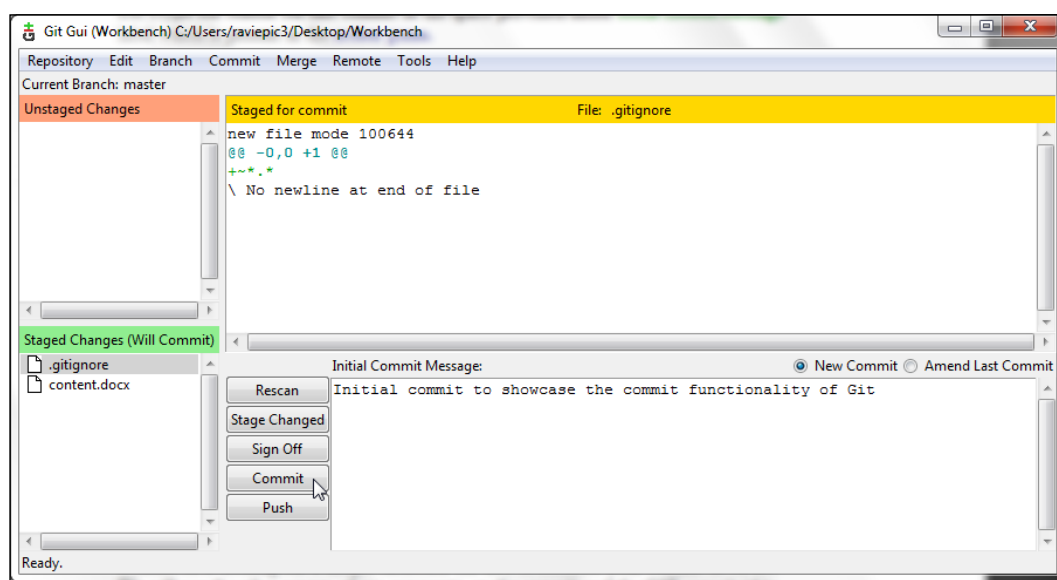 Git Gui (Workbench) C:/Users/raviepic3/Desktop/Workbench
Repository Edit Branch Commit Merge Remote Tools Help
Current Branch: master
Unstaged Changes
Staged for commit File: .gitignore
new file mode 100644
@@ -0,0 +1 @@
+~*.*
\ No newline at end of file
Staged Changes (Will Commit)
.gitignore
content.docx
Initial Commit Message: New Commit Amend Last Commit
Rescan
Stage Changed
Sign Off
Commit
Push
Initial commit to showcase the commit functionality of Git
Ready.